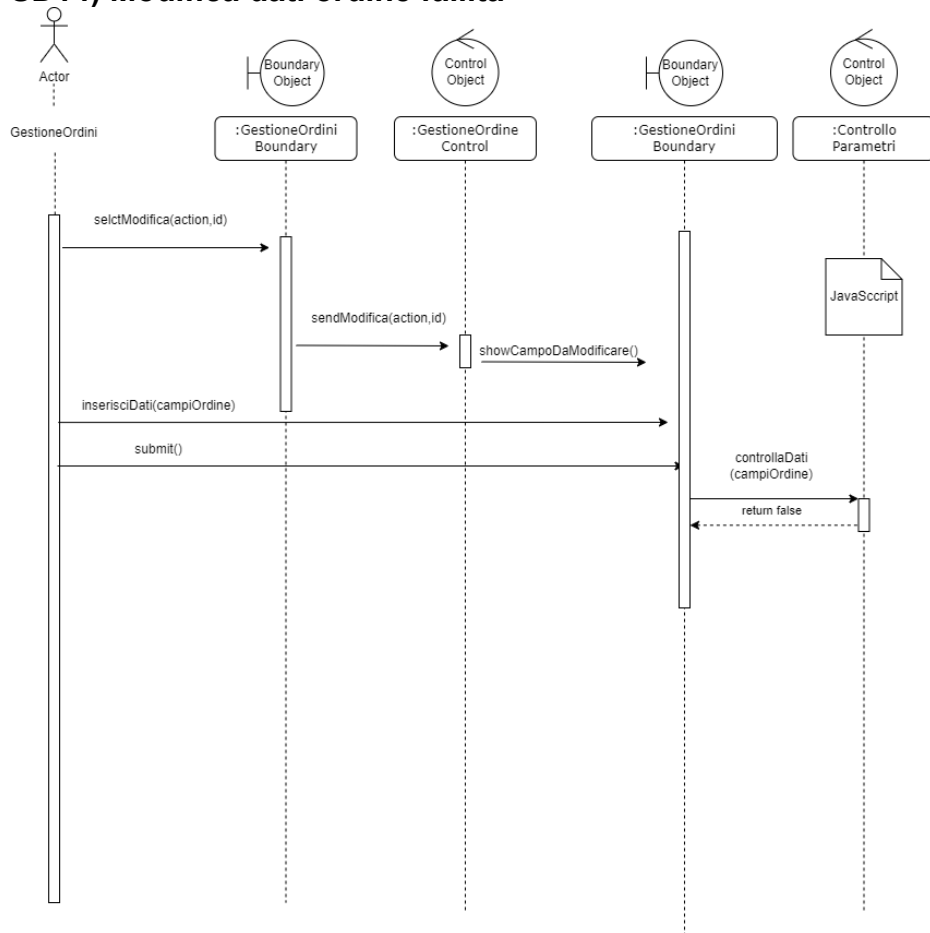 Actor
GestioneOrdini
Boundary
Object
Control
Object
Boundary
Object
Control
Object
:GestioneOrdini
Boundary
:GestioneOrdine
Control
:GestioneOrdini
Boundary
:Controllo
Parametri
selctModifica(action,id)
JavaSccript
sendModifica(action,id)
showCampoDaModificare()
inserisciDati(campiOrdine)
submit()
controllaDati
(campiOrdine)
return false